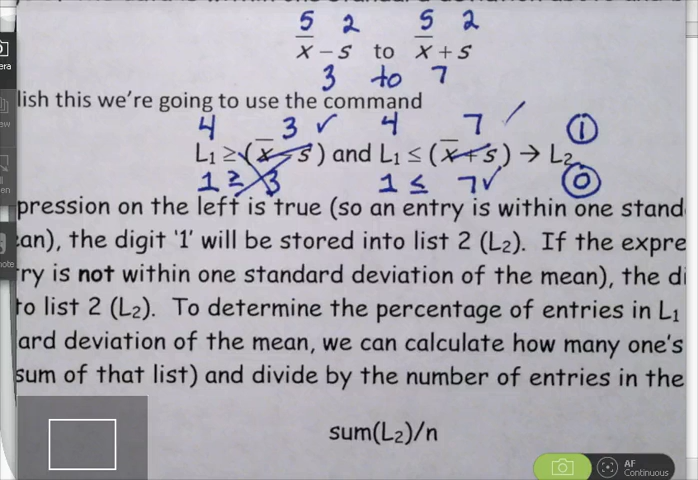 5 2 5 2
x̅ – s to x̅ + s
3 to 7
lish this we're going to use the command
4 3 ✓ 4 7 ✓ 1
L₁ ≥ (x̅ – s) and L₁ ≤ (x̅ + s) → L₂
1 ≥ 3 1 ≤ 7 ✓ 0
pression on the left is true (so an entry is within one stand
an), the digit '1' will be stored into list 2 (L₂). If the expre
ry is not within one standard deviation of the mean), the di
to list 2 (L₂). To determine the percentage of entries in L₁
ard deviation of the mean, we can calculate how many one's
sum of that list) and divide by the number of entries in the
sum(L₂)/n
AF
Continuous